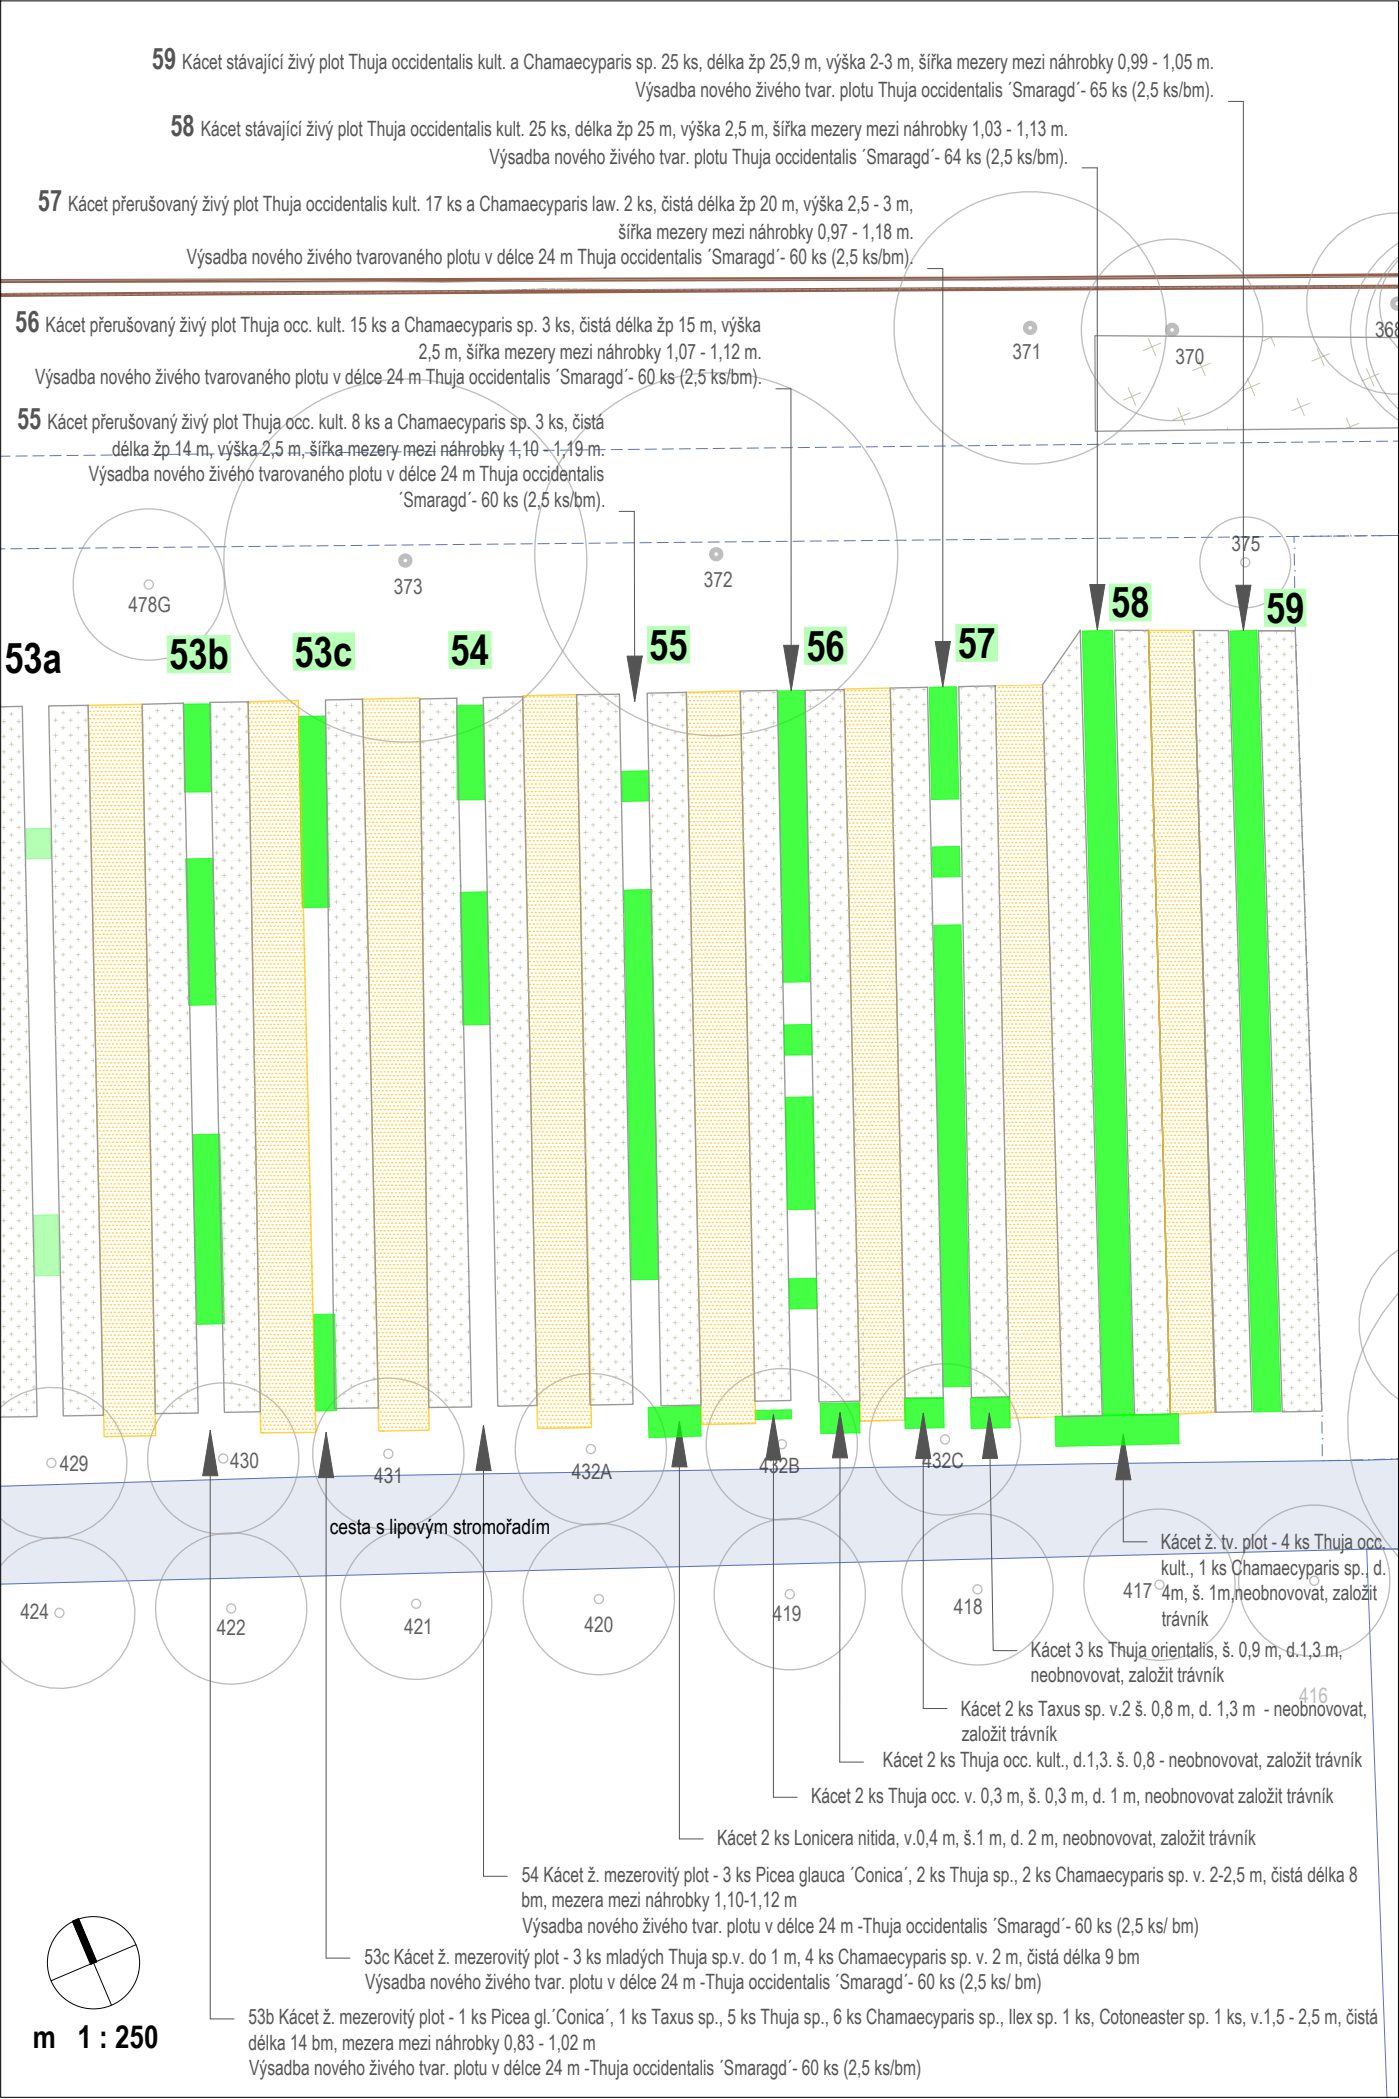 59 Kácet stávající živý plot Thuja occidentalis kult. a Chamaecyparis sp. 25 ks, délka žp 25,9 m, výška 2-3 m, šířka mezery mezi náhrobky 0,99 - 1,05 m.
Výsadba nového živého tvar. plotu Thuja occidentalis ´Smaragd´- 65 ks (2,5 ks/bm).
58 Kácet stávající živý plot Thuja occidentalis kult. 25 ks, délka žp 25 m, výška 2,5 m, šířka mezery mezi náhrobky 1,03 - 1,13 m.
Výsadba nového živého tvar. plotu Thuja occidentalis ´Smaragd´- 64 ks (2,5 ks/bm).
57 Kácet přerušovaný živý plot Thuja occidentalis kult. 17 ks a Chamaecyparis law. 2 ks, čistá délka žp 20 m, výška 2,5 - 3 m,
šířka mezery mezi náhrobky 0,97 - 1,18 m.
Výsadba nového živého tvarovaného plotu v délce 24 m Thuja occidentalis ´Smaragd´- 60 ks (2,5 ks/bm).
56 Kácet přerušovaný živý plot Thuja occ. kult. 15 ks a Chamaecyparis sp. 3 ks, čistá délka žp 15 m, výška
2,5 m, šířka mezery mezi náhrobky 1,07 - 1,12 m.
Výsadba nového živého tvarovaného plotu v délce 24 m Thuja occidentalis ´Smaragd´- 60 ks (2,5 ks/bm).
371
370
368
55 Kácet přerušovaný živý plot Thuja occ. kult. 8 ks a Chamaecyparis sp. 3 ks, čistá
délka žp 14 m, výška 2,5 m, šířka mezery mezi náhrobky 1,10 - 1,19 m.
Výsadba nového živého tvarovaného plotu v délce 24 m Thuja occidentalis
´Smaragd´- 60 ks (2,5 ks/bm).
375
478G
373
372
53a
53b
53c
54
55
56
57
58
59
429
430
431
432A
432B
432C
cesta s lipovým stromořadím
424
422
421
420
419
418
417
416
Kácet ž. tv. plot - 4 ks Thuja occ.
kult., 1 ks Chamaecyparis sp., d.
4m, š. 1m,neobnovovat, založit
trávník
Kácet 3 ks Thuja orientalis, š. 0,9 m, d.1,3 m,
neobnovovat, založit trávník
Kácet 2 ks Taxus sp. v.2 š. 0,8 m, d. 1,3 m - neobnovovat,
založit trávník
Kácet 2 ks Thuja occ. kult., d.1,3. š. 0,8 - neobnovovat, založit trávník
Kácet 2 ks Thuja occ. v. 0,3 m, š. 0,3 m, d. 1 m, neobnovovat založit trávník
Kácet 2 ks Lonicera nitida, v.0,4 m, š.1 m, d. 2 m, neobnovovat, založit trávník
54 Kácet ž. mezerovitý plot - 3 ks Picea glauca ´Conica´, 2 ks Thuja sp., 2 ks Chamaecyparis sp. v. 2-2,5 m, čistá délka 8
bm, mezera mezi náhrobky 1,10-1,12 m
Výsadba nového živého tvar. plotu v délce 24 m -Thuja occidentalis ´Smaragd´- 60 ks (2,5 ks/ bm)
53c Kácet ž. mezerovitý plot - 3 ks mladých Thuja sp.v. do 1 m, 4 ks Chamaecyparis sp. v. 2 m, čistá délka 9 bm
Výsadba nového živého tvar. plotu v délce 24 m -Thuja occidentalis ´Smaragd´- 60 ks (2,5 ks/ bm)
53b Kácet ž. mezerovitý plot - 1 ks Picea gl.´Conica´, 1 ks Taxus sp., 5 ks Thuja sp., 6 ks Chamaecyparis sp., Ilex sp. 1 ks, Cotoneaster sp. 1 ks, v.1,5 - 2,5 m, čistá
délka 14 bm, mezera mezi náhrobky 0,83 - 1,02 m
Výsadba nového živého tvar. plotu v délce 24 m -Thuja occidentalis ´Smaragd´- 60 ks (2,5 ks/bm)
m 1 : 250